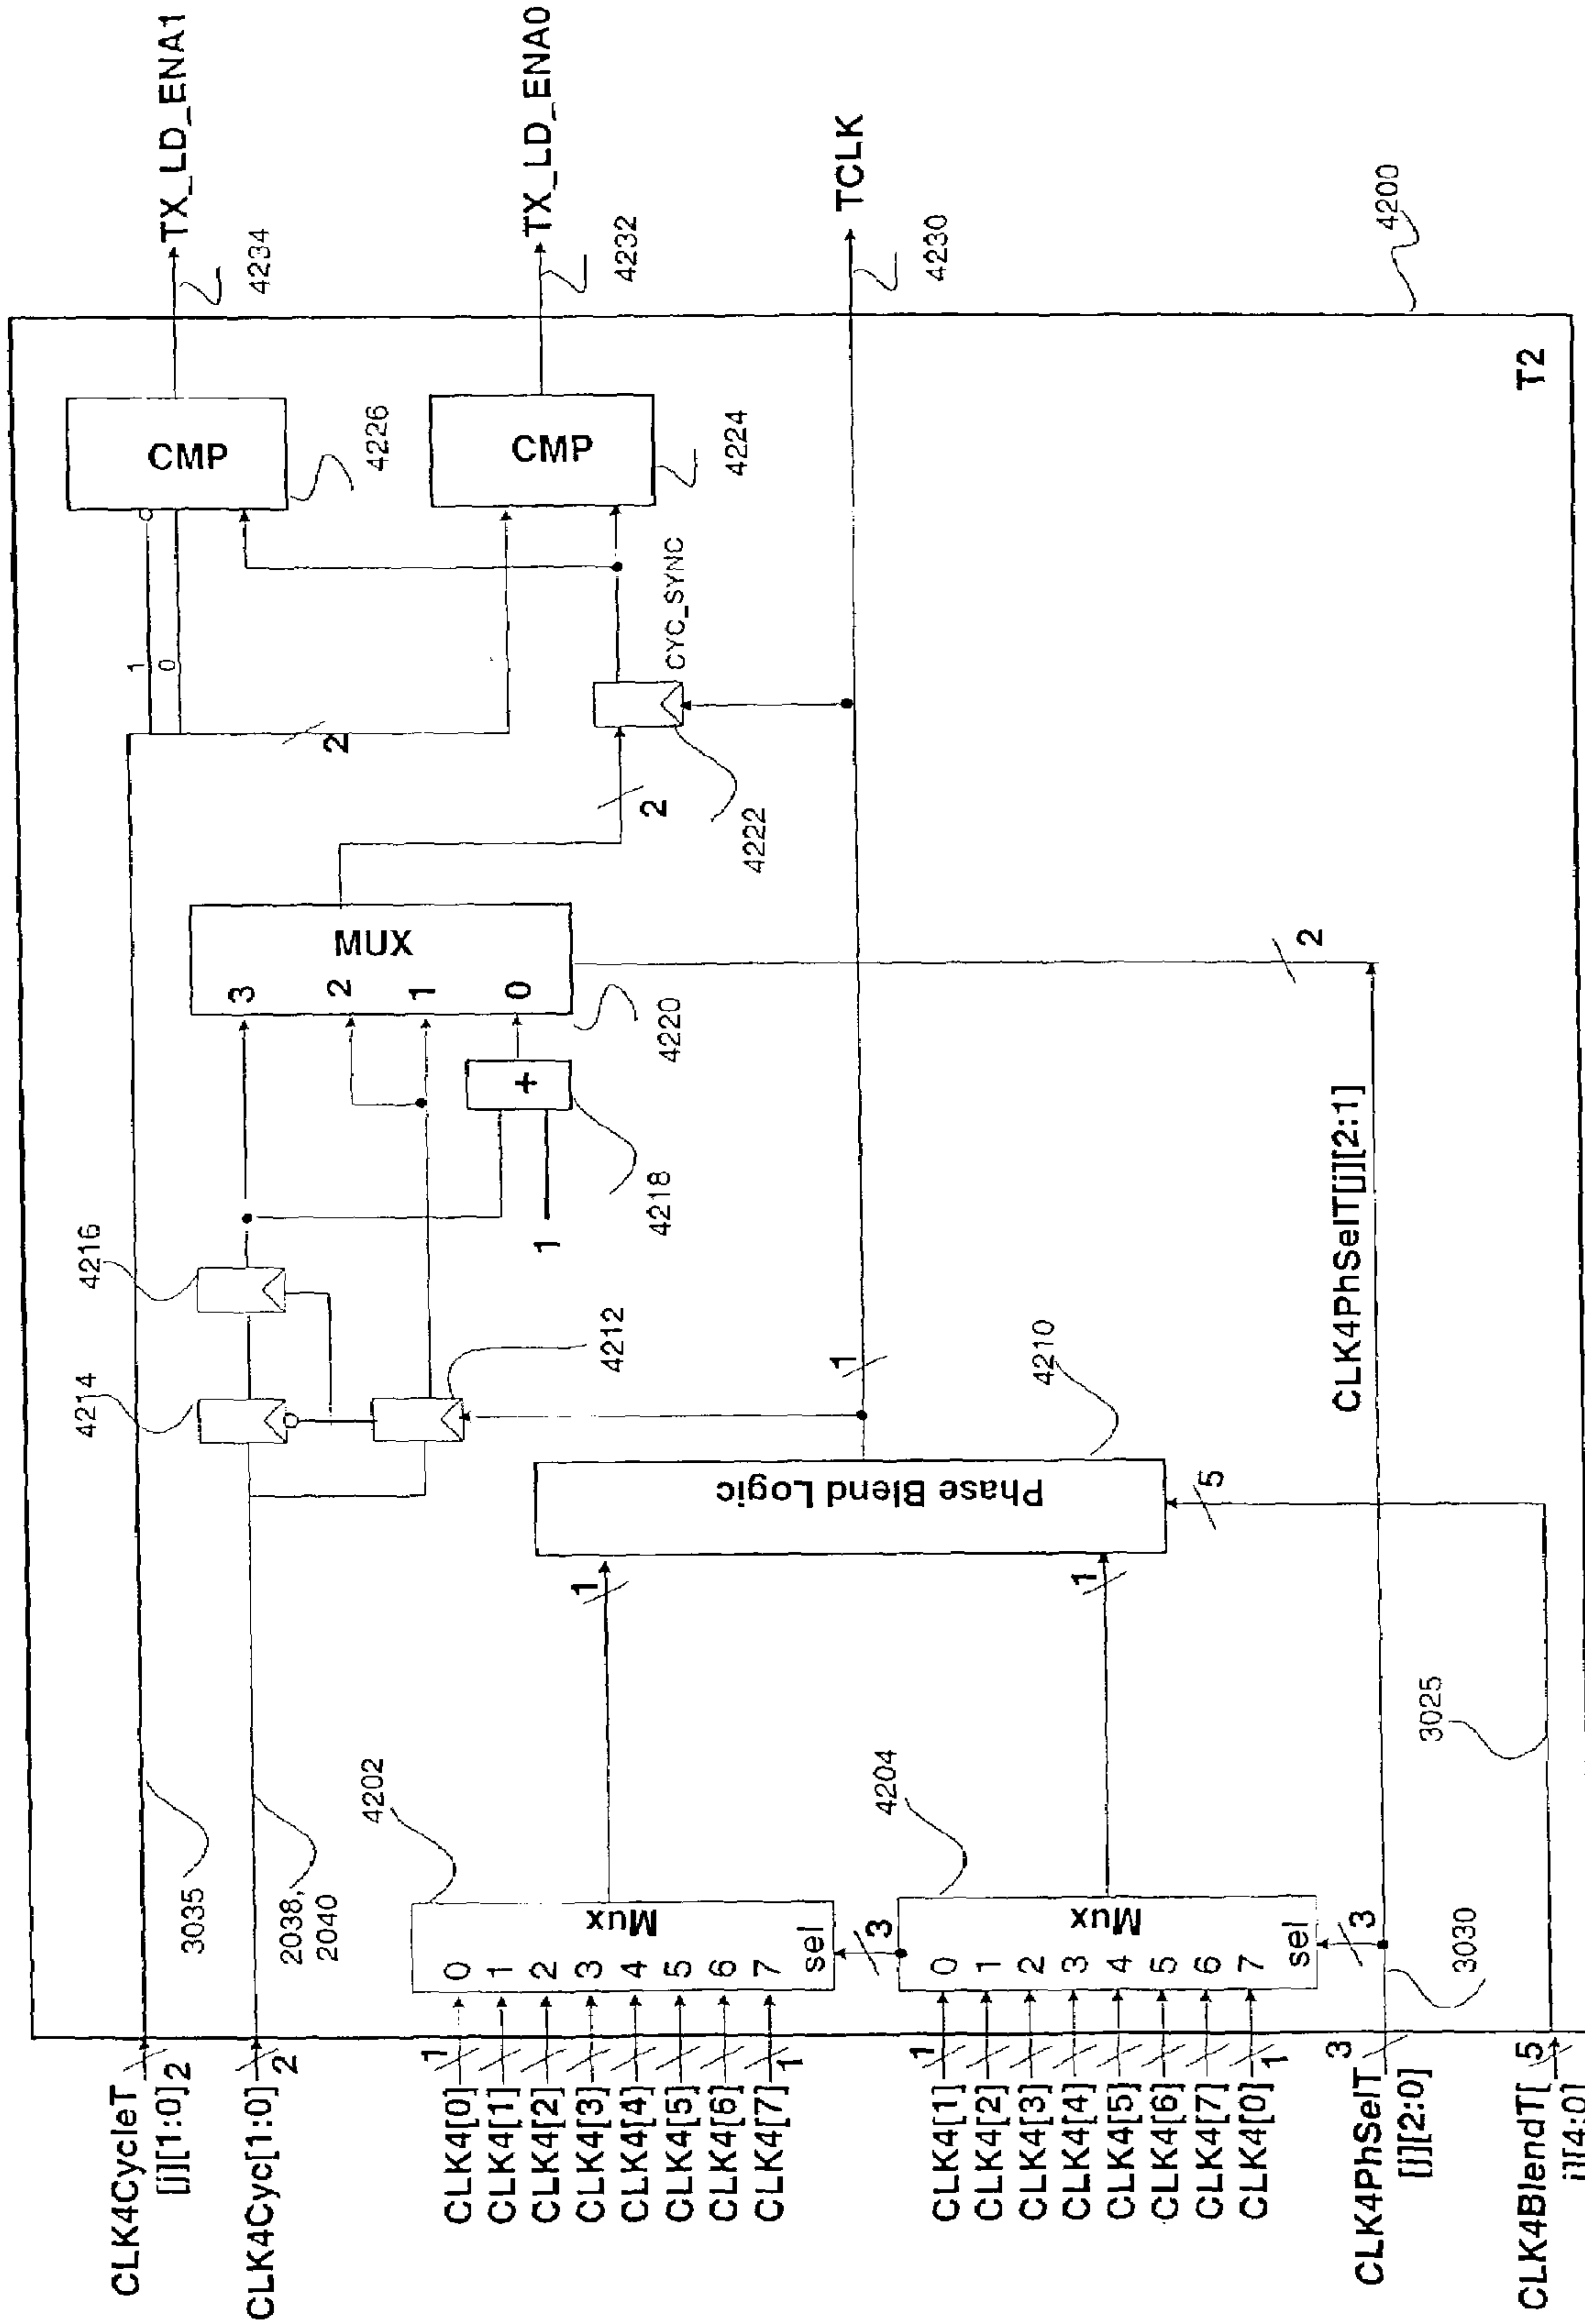 CLK4CycleT
[j][1:0]
2
3035
CLK4Cyc[1:0]
2
2038,
2040
4214
4216
4212
3
2
1
0
MUX
4220
+
4218
1
2
2
1
0
CMP
4226
TX_LD_ENA1
4234
CMP
4224
TX_LD_ENA0
4232
CYC_SYNC
4222
CLK4[0]
CLK4[1]
CLK4[2]
CLK4[3]
CLK4[4]
CLK4[5]
CLK4[6]
CLK4[7]
1
1
0
1
2
3
4
5
6
7
Mux
sel
4202
3
1
CLK4[1]
CLK4[2]
CLK4[3]
CLK4[4]
CLK4[5]
CLK4[6]
CLK4[7]
CLK4[0]
1
1
0
1
2
3
4
5
6
7
Mux
sel
4204
3
1
Phase Blend Logic
4210
5
1
TCLK
4230
CLK4PhSelT
[j][2:0]
3
3030
CLK4PhSelT[j][2:1]
2
CLK4BlendT[
j][4:0]
5
3025
T2
4200